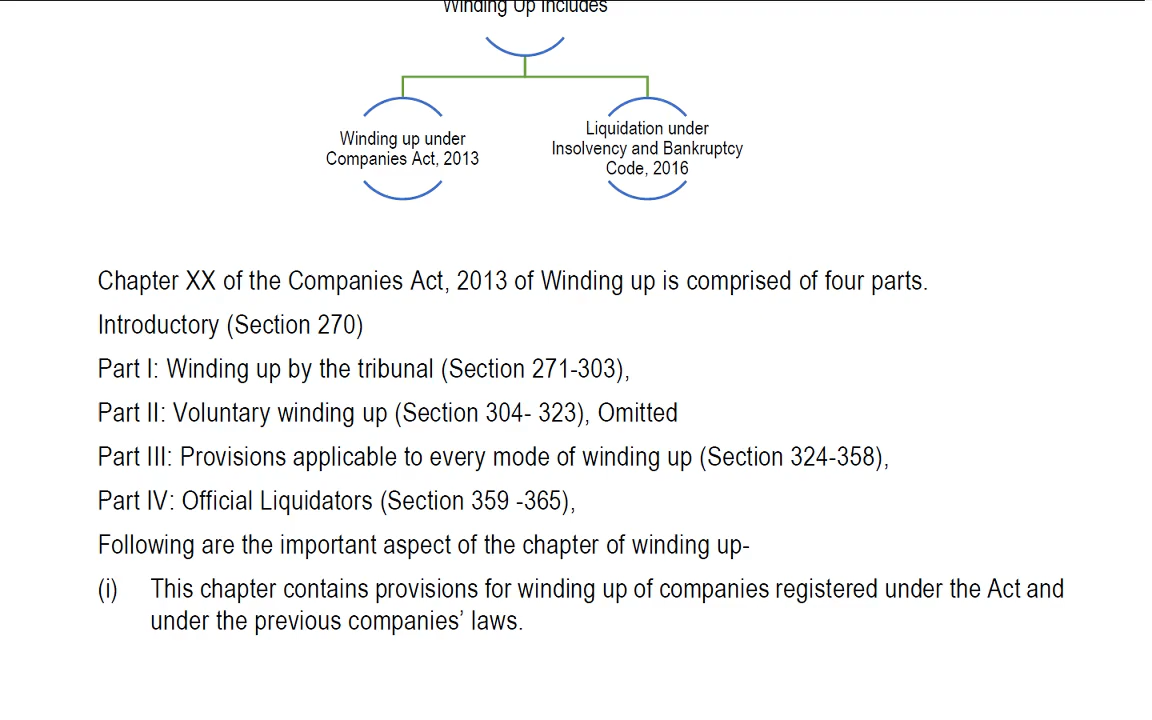 Winding Up Includes
Winding up under
Companies Act, 2013
Liquidation under
Insolvency and Bankruptcy
Code, 2016
Chapter XX of the Companies Act, 2013 of Winding up is comprised of four parts.
Introductory (Section 270)
Part I: Winding up by the tribunal (Section 271-303),
Part II: Voluntary winding up (Section 304- 323), Omitted
Part III: Provisions applicable to every mode of winding up (Section 324-358),
Part IV: Official Liquidators (Section 359 -365),
Following are the important aspect of the chapter of winding up-
(i) This chapter contains provisions for winding up of companies registered under the Act and
under the previous companies’ laws.